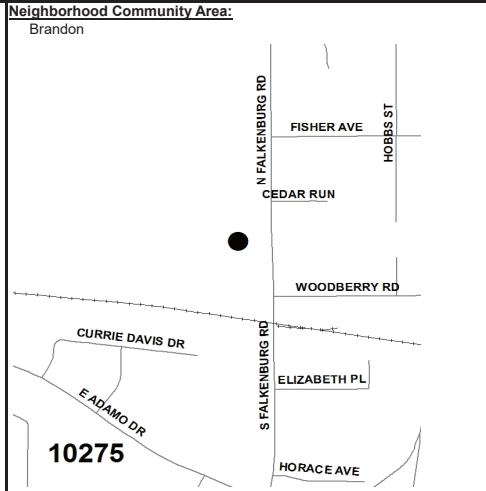 Neighborhood Community Area:
Brandon
N FALKENBURG RD
FISHER AVE
HOBBS ST
CEDAR RUN
WOODBERRY RD
CURRIE DAVIS DR
S FALKENBURG RD
ELIZABETH PL
E ADAMO DR
10275
HORACE AVE